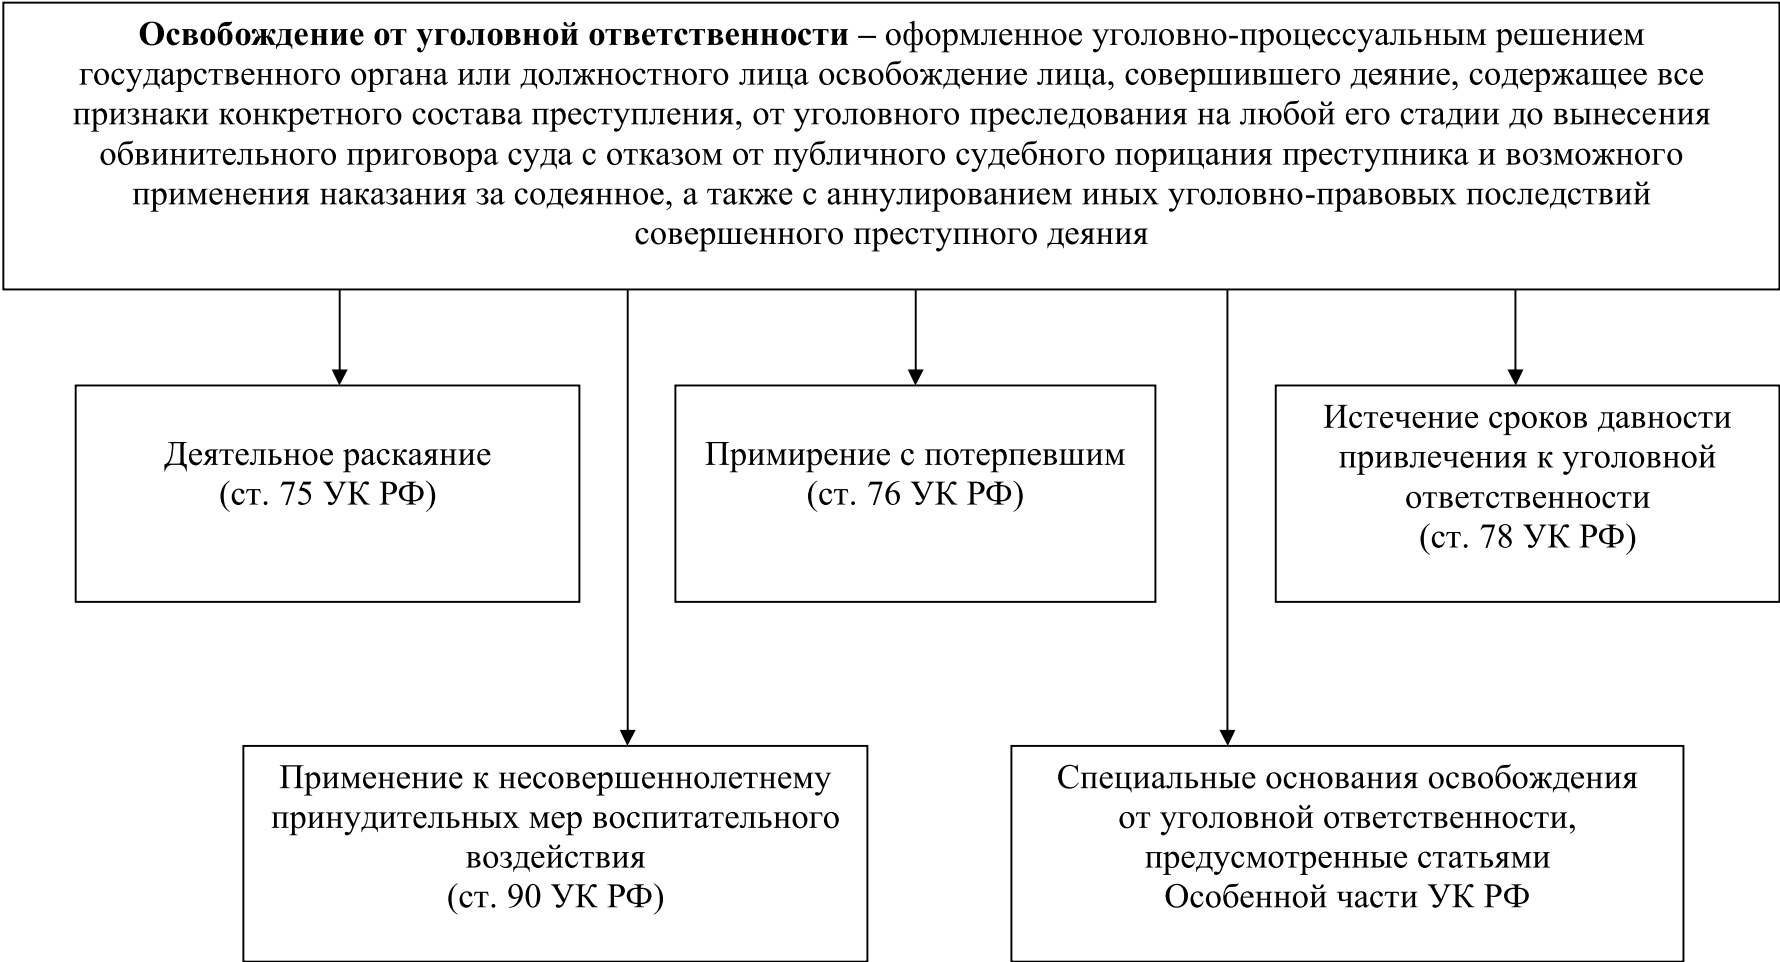 Освобождение от уголовной ответственности – оформленное уголовно-процессуальным решением
государственного органа или должностного лица освобождение лица, совершившего деяние, содержащее все
признаки конкретного состава преступления, от уголовного преследования на любой его стадии до вынесения
обвинительного приговора суда с отказом от публичного судебного порицания преступника и возможного
применения наказания за содеянное, а также с аннулированием иных уголовно-правовых последствий
совершенного преступного деяния
Деятельное раскаяние
(ст. 75 УК РФ)
Примирение с потерпевшим
(ст. 76 УК РФ)
Истечение сроков давности
привлечения к уголовной
ответственности
(ст. 78 УК РФ)
Применение к несовершеннолетнему
принудительных мер воспитательного
воздействия
(ст. 90 УК РФ)
Специальные основания освобождения
от уголовной ответственности,
предусмотренные статьями
Особенной части УК РФ